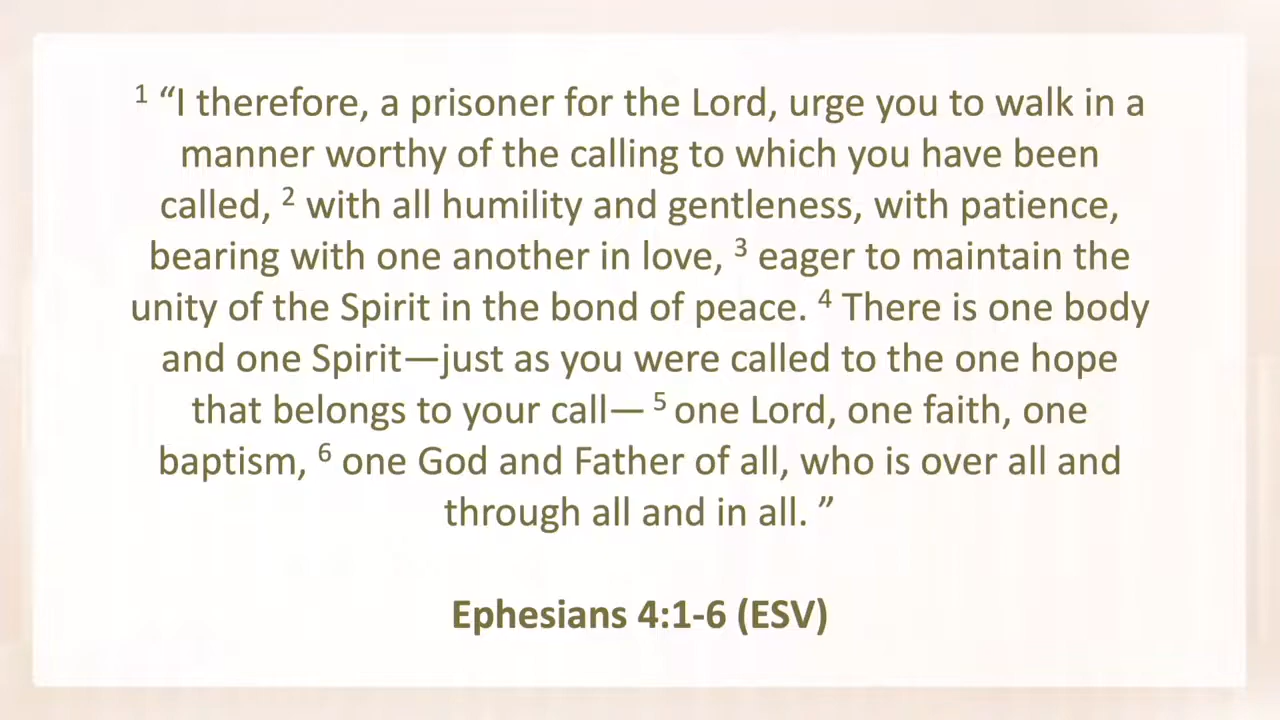 1 “I therefore, a prisoner for the Lord, urge you to walk in a
manner worthy of the calling to which you have been
called, 2 with all humility and gentleness, with patience,
bearing with one another in love, 3 eager to maintain the
unity of the Spirit in the bond of peace. 4 There is one body
and one Spirit—just as you were called to the one hope
that belongs to your call— 5 one Lord, one faith, one
baptism, 6 one God and Father of all, who is over all and
through all and in all. ”
Ephesians 4:1-6 (ESV)